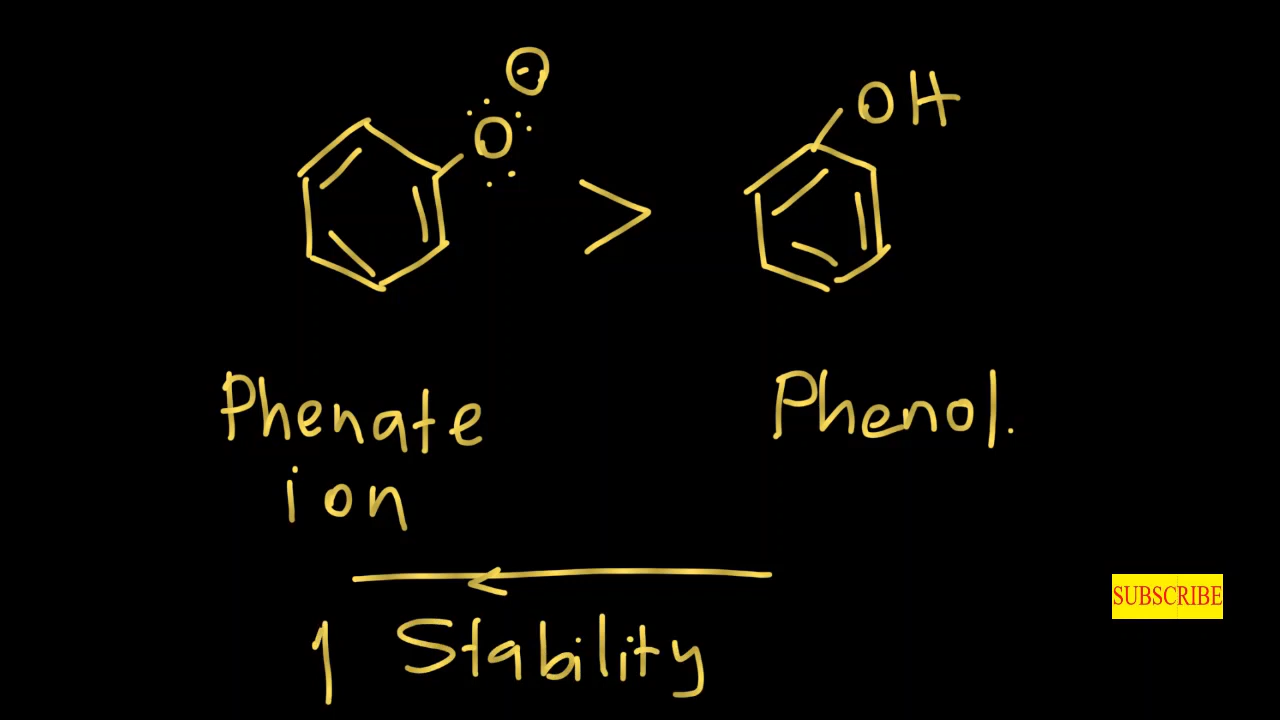 ⊖
O > OH
Phenate Phenol.
ion
SUBSCRIBE
↑ Stability